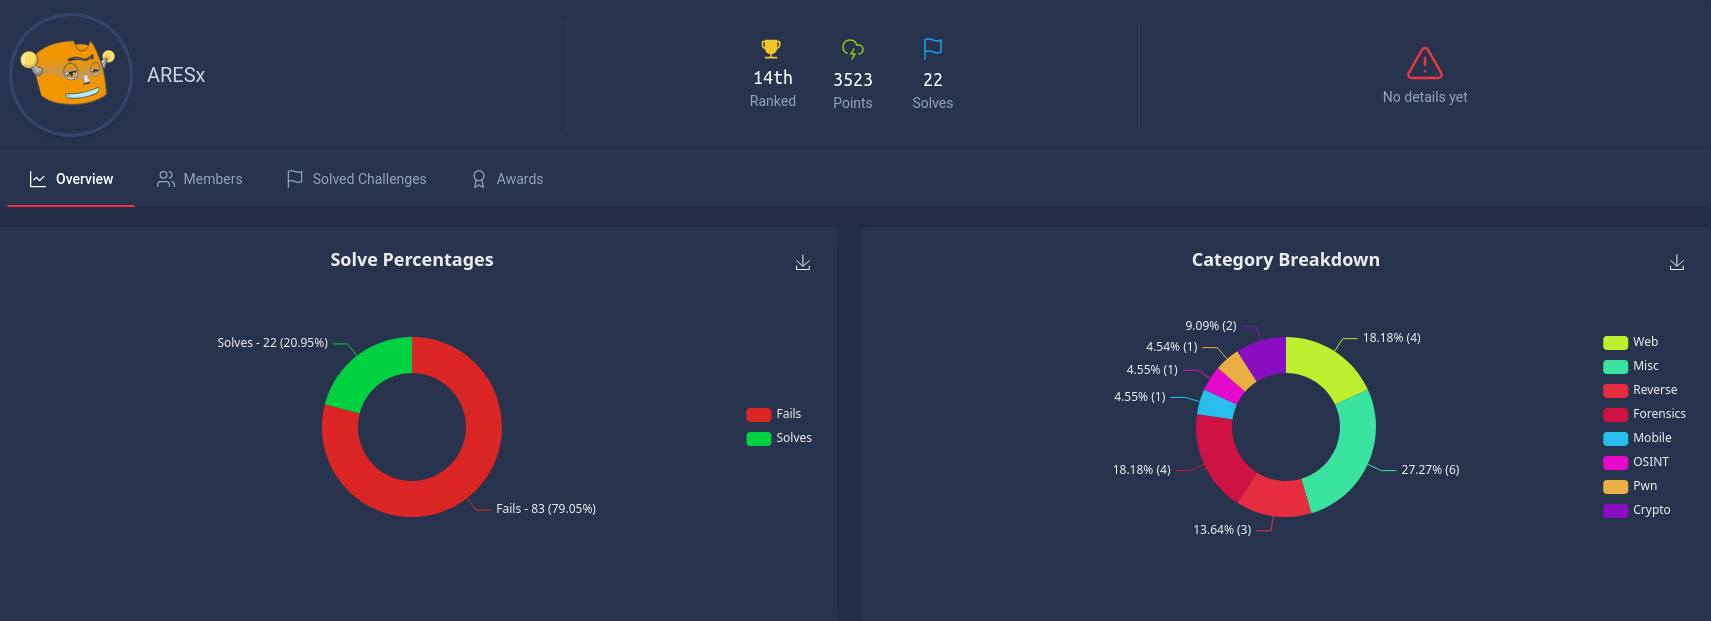 ARESx
14th
Ranked
3523
Points
22
Solves
No details yet
Overview
Members
Solved Challenges
Awards
Solve Percentages
Solves - 22 (20.95%)
Fails - 83 (79.05%)
Fails
Solves
Category Breakdown
9.09% (2)
18.18% (4)
4.54% (1)
4.55% (1)
4.55% (1)
18.18% (4)
27.27% (6)
13.64% (3)
Web
Misc
Reverse
Forensics
Mobile
OSINT
Pwn
Crypto